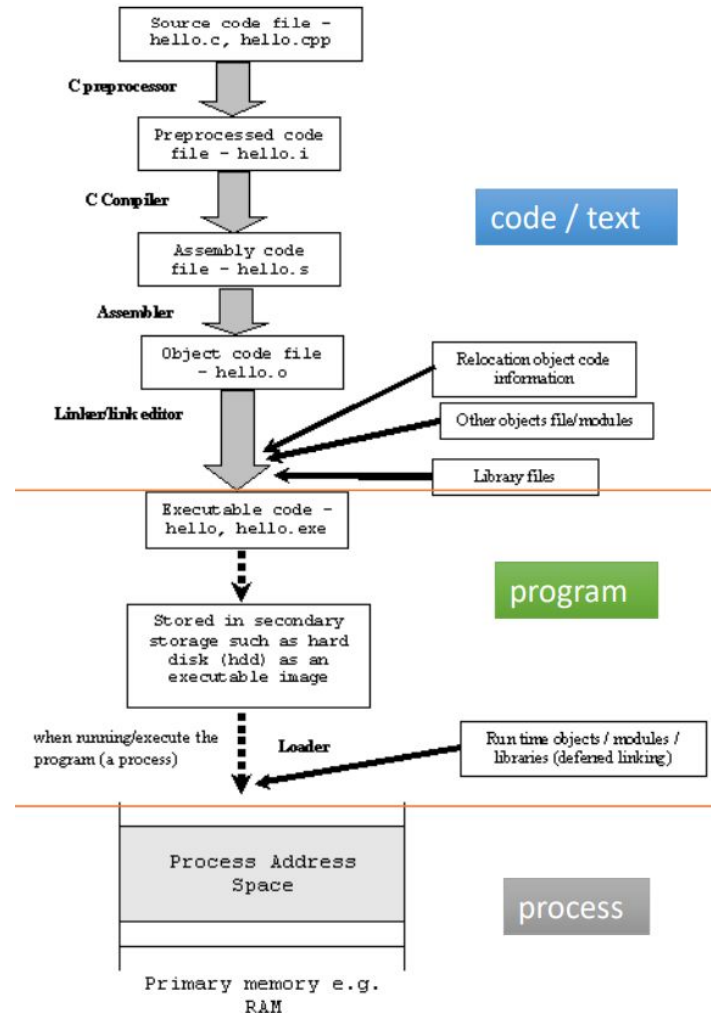 Source code file -
hello.c, hello.cpp
C preprocessor
Preprocessed code
file - hello.i
C Compiler
code / text
Assembly code
file - hello.s
Assembler
Object code file
- hello.o
Relocation object code
information
Linker/link editor
Other objects file/modules
Library files
Executable code -
hello, hello.exe
program
Stored in secondary
storage such as hard
disk (hdd) as an
executable image
when running/execute the
program (a process)
Loader
Run time objects / modules /
libraries (deferred linking)
Process Address
Space
process
Primary memory e.g.
RAM